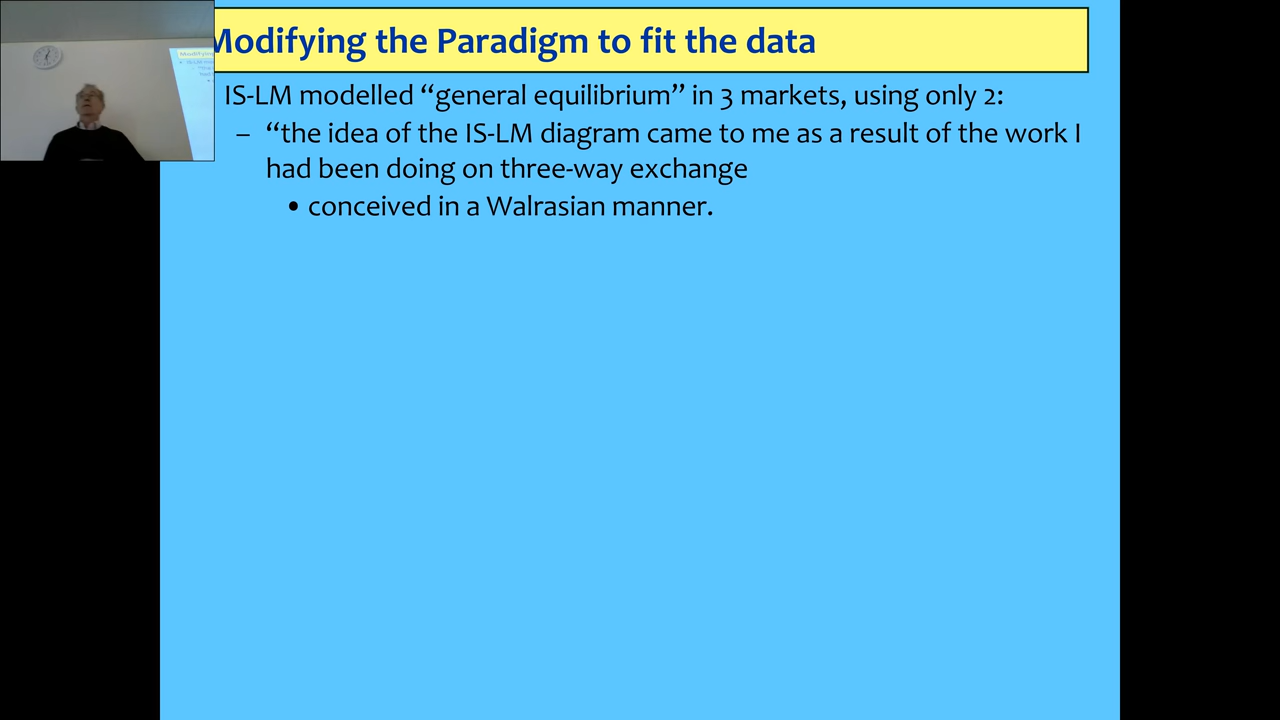 Modifying the Paradigm to fit the data
IS-LM modelled “general equilibrium” in 3 markets, using only 2:
– “the idea of the IS-LM diagram came to me as a result of the work I
had been doing on three-way exchange
• conceived in a Walrasian manner.